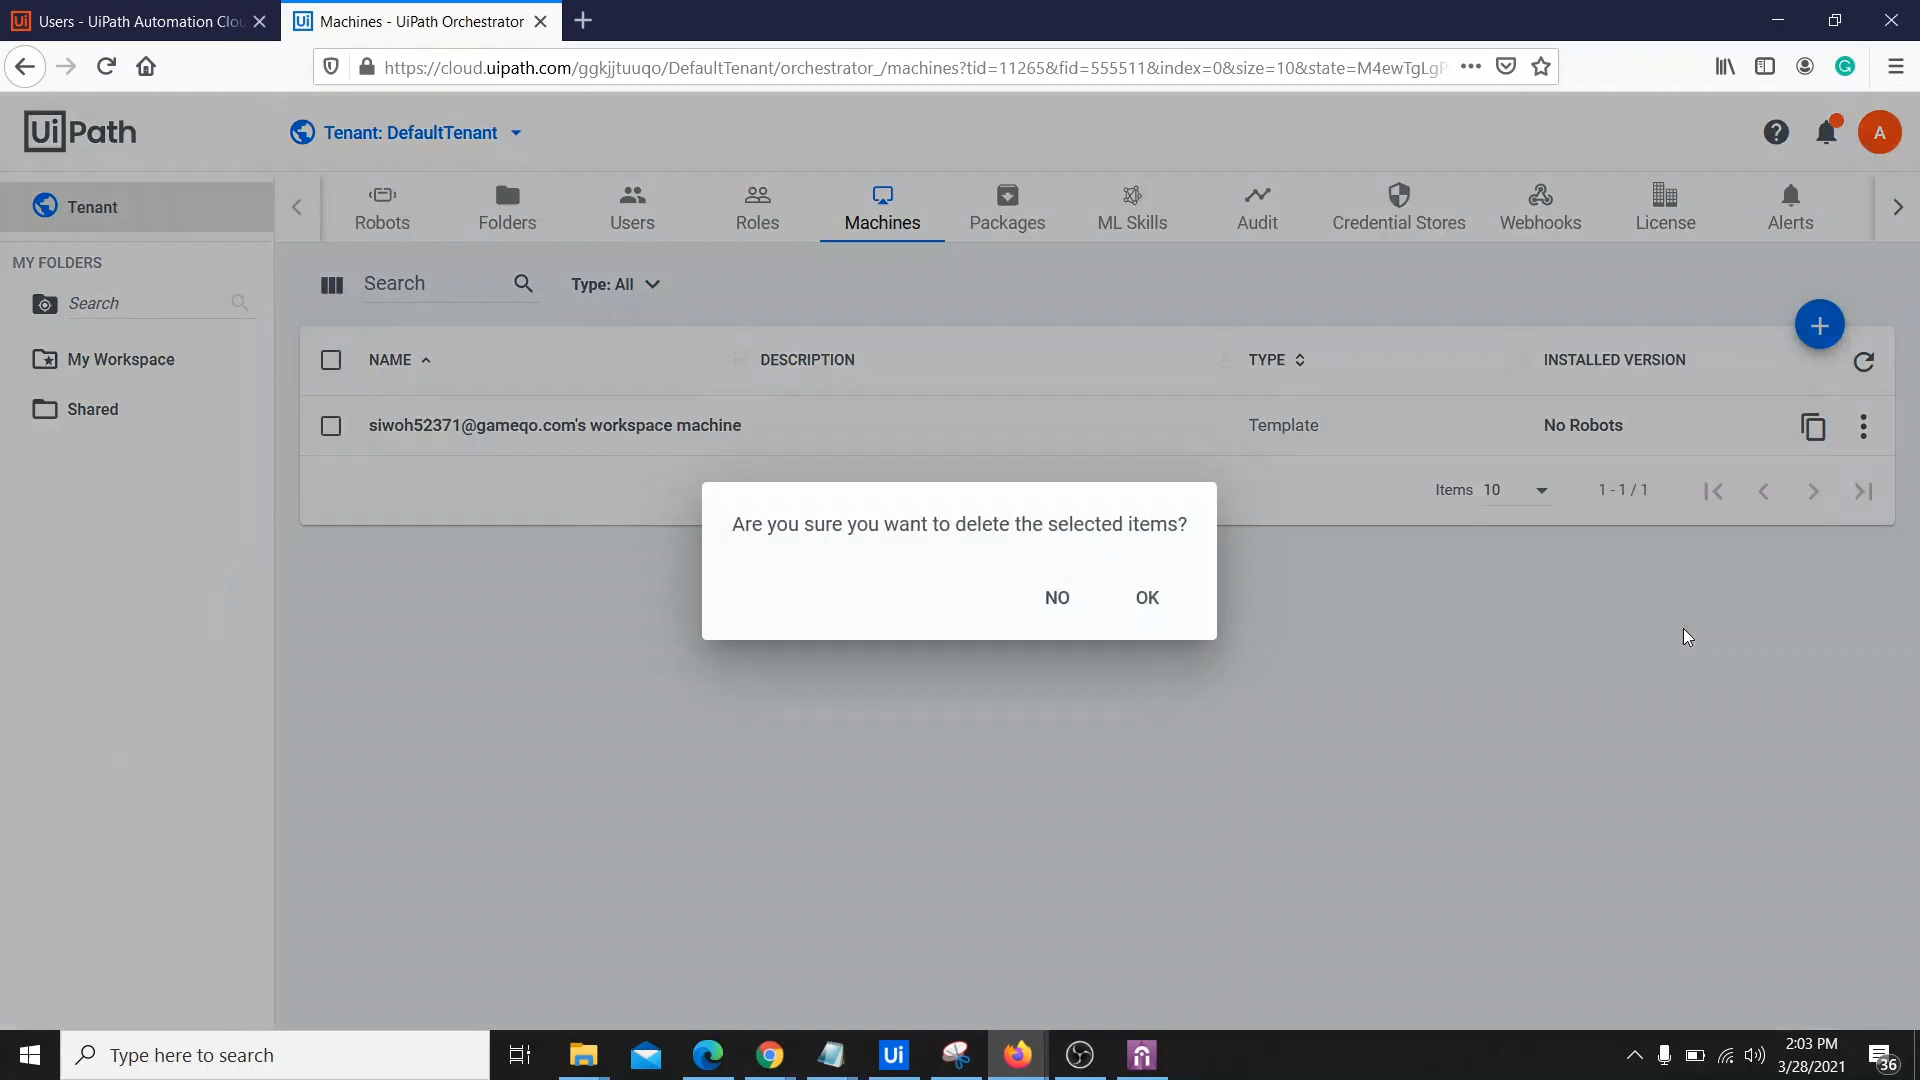 Users - UiPath Automation Clou
Machines - UiPath Orchestrator
https://cloud.uipath.com/ggkjjtuuqo/DefaultTenant/orchestrator_/machines?tid=11265&fid=555511&index=0&size=10&state=M4ewTgLgP
UiPath
Tenant: DefaultTenant
A
Tenant
Robots
Folders
Users
Roles
Machines
Packages
ML Skills
Audit
Credential Stores
Webhooks
License
Alerts
MY FOLDERS
Search
My Workspace
Shared
Search
Type: All
NAME
DESCRIPTION
TYPE
INSTALLED VERSION
siwoh52371@gameqo.com's workspace machine
Template
No Robots
Items 10
1 - 1 / 1
Are you sure you want to delete the selected items?
NO
OK
Type here to search
Ui
2:03 PM
3/28/2021
36